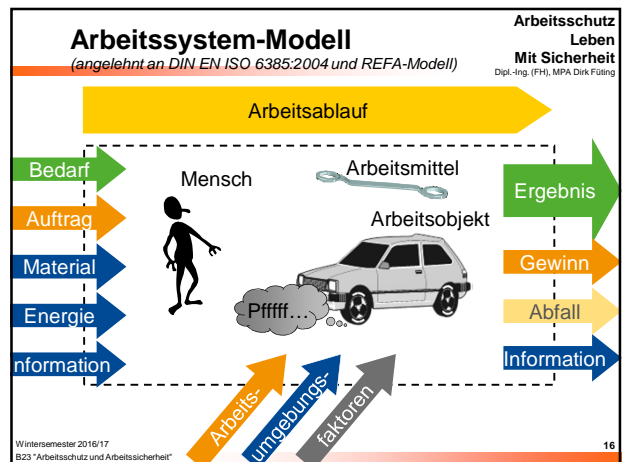 Arbeitssystem-Modell
(angelehnt an DIN EN ISO 6385:2004 und REFA-Modell)
Arbeitsschutz
Leben
Mit Sicherheit
Dipl.-Ing. (FH), MPA Dirk Füting
Arbeitsablauf
Bedarf
Auftrag
Material
Energie
nformation
Mensch
Arbeitsmittel
Arbeitsobjekt
Pfffff…
Ergebnis
Gewinn
Abfall
Information
Arbeits-
umgebungs-
faktoren
Wintersemester 2016/17
B23 "Arbeitsschutz und Arbeitssicherheit"
16